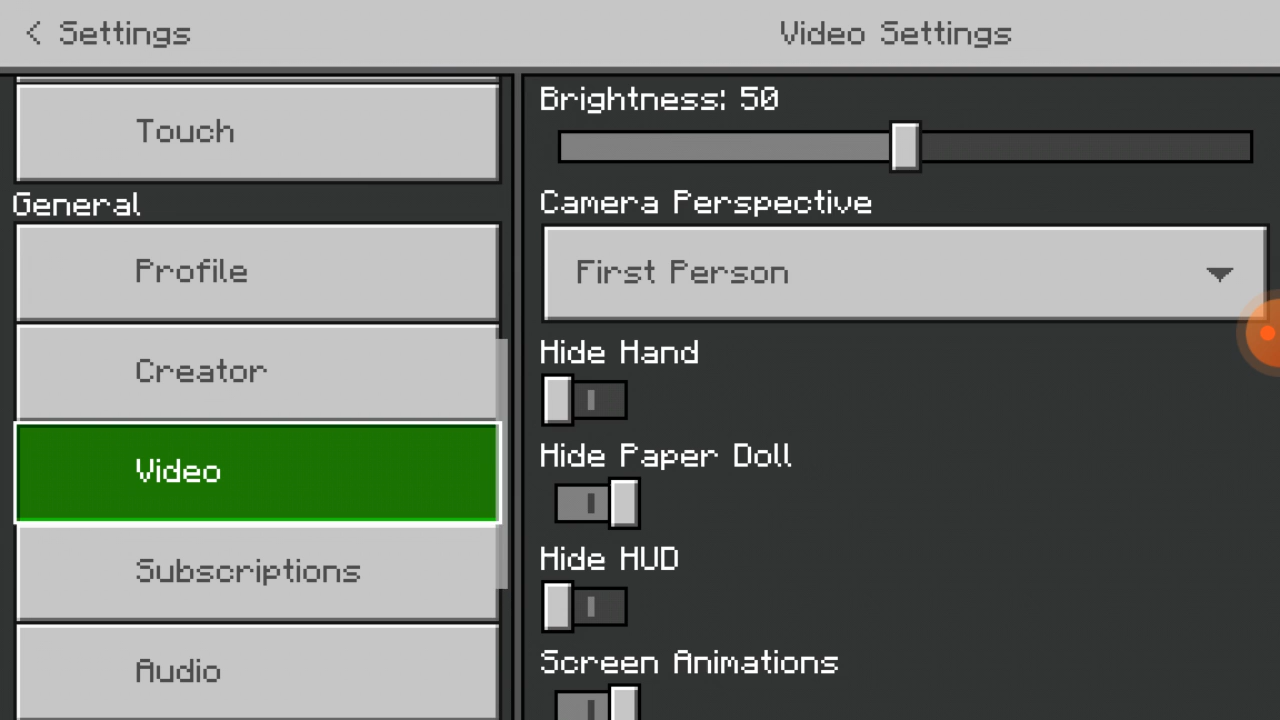 Settings
Video Settings
Touch
General
Profile
Creator
Video
Subscriptions
Audio
Brightness: 50
Camera Perspective
First Person
Hide Hand
Hide Paper Doll
Hide HUD
Screen Animations